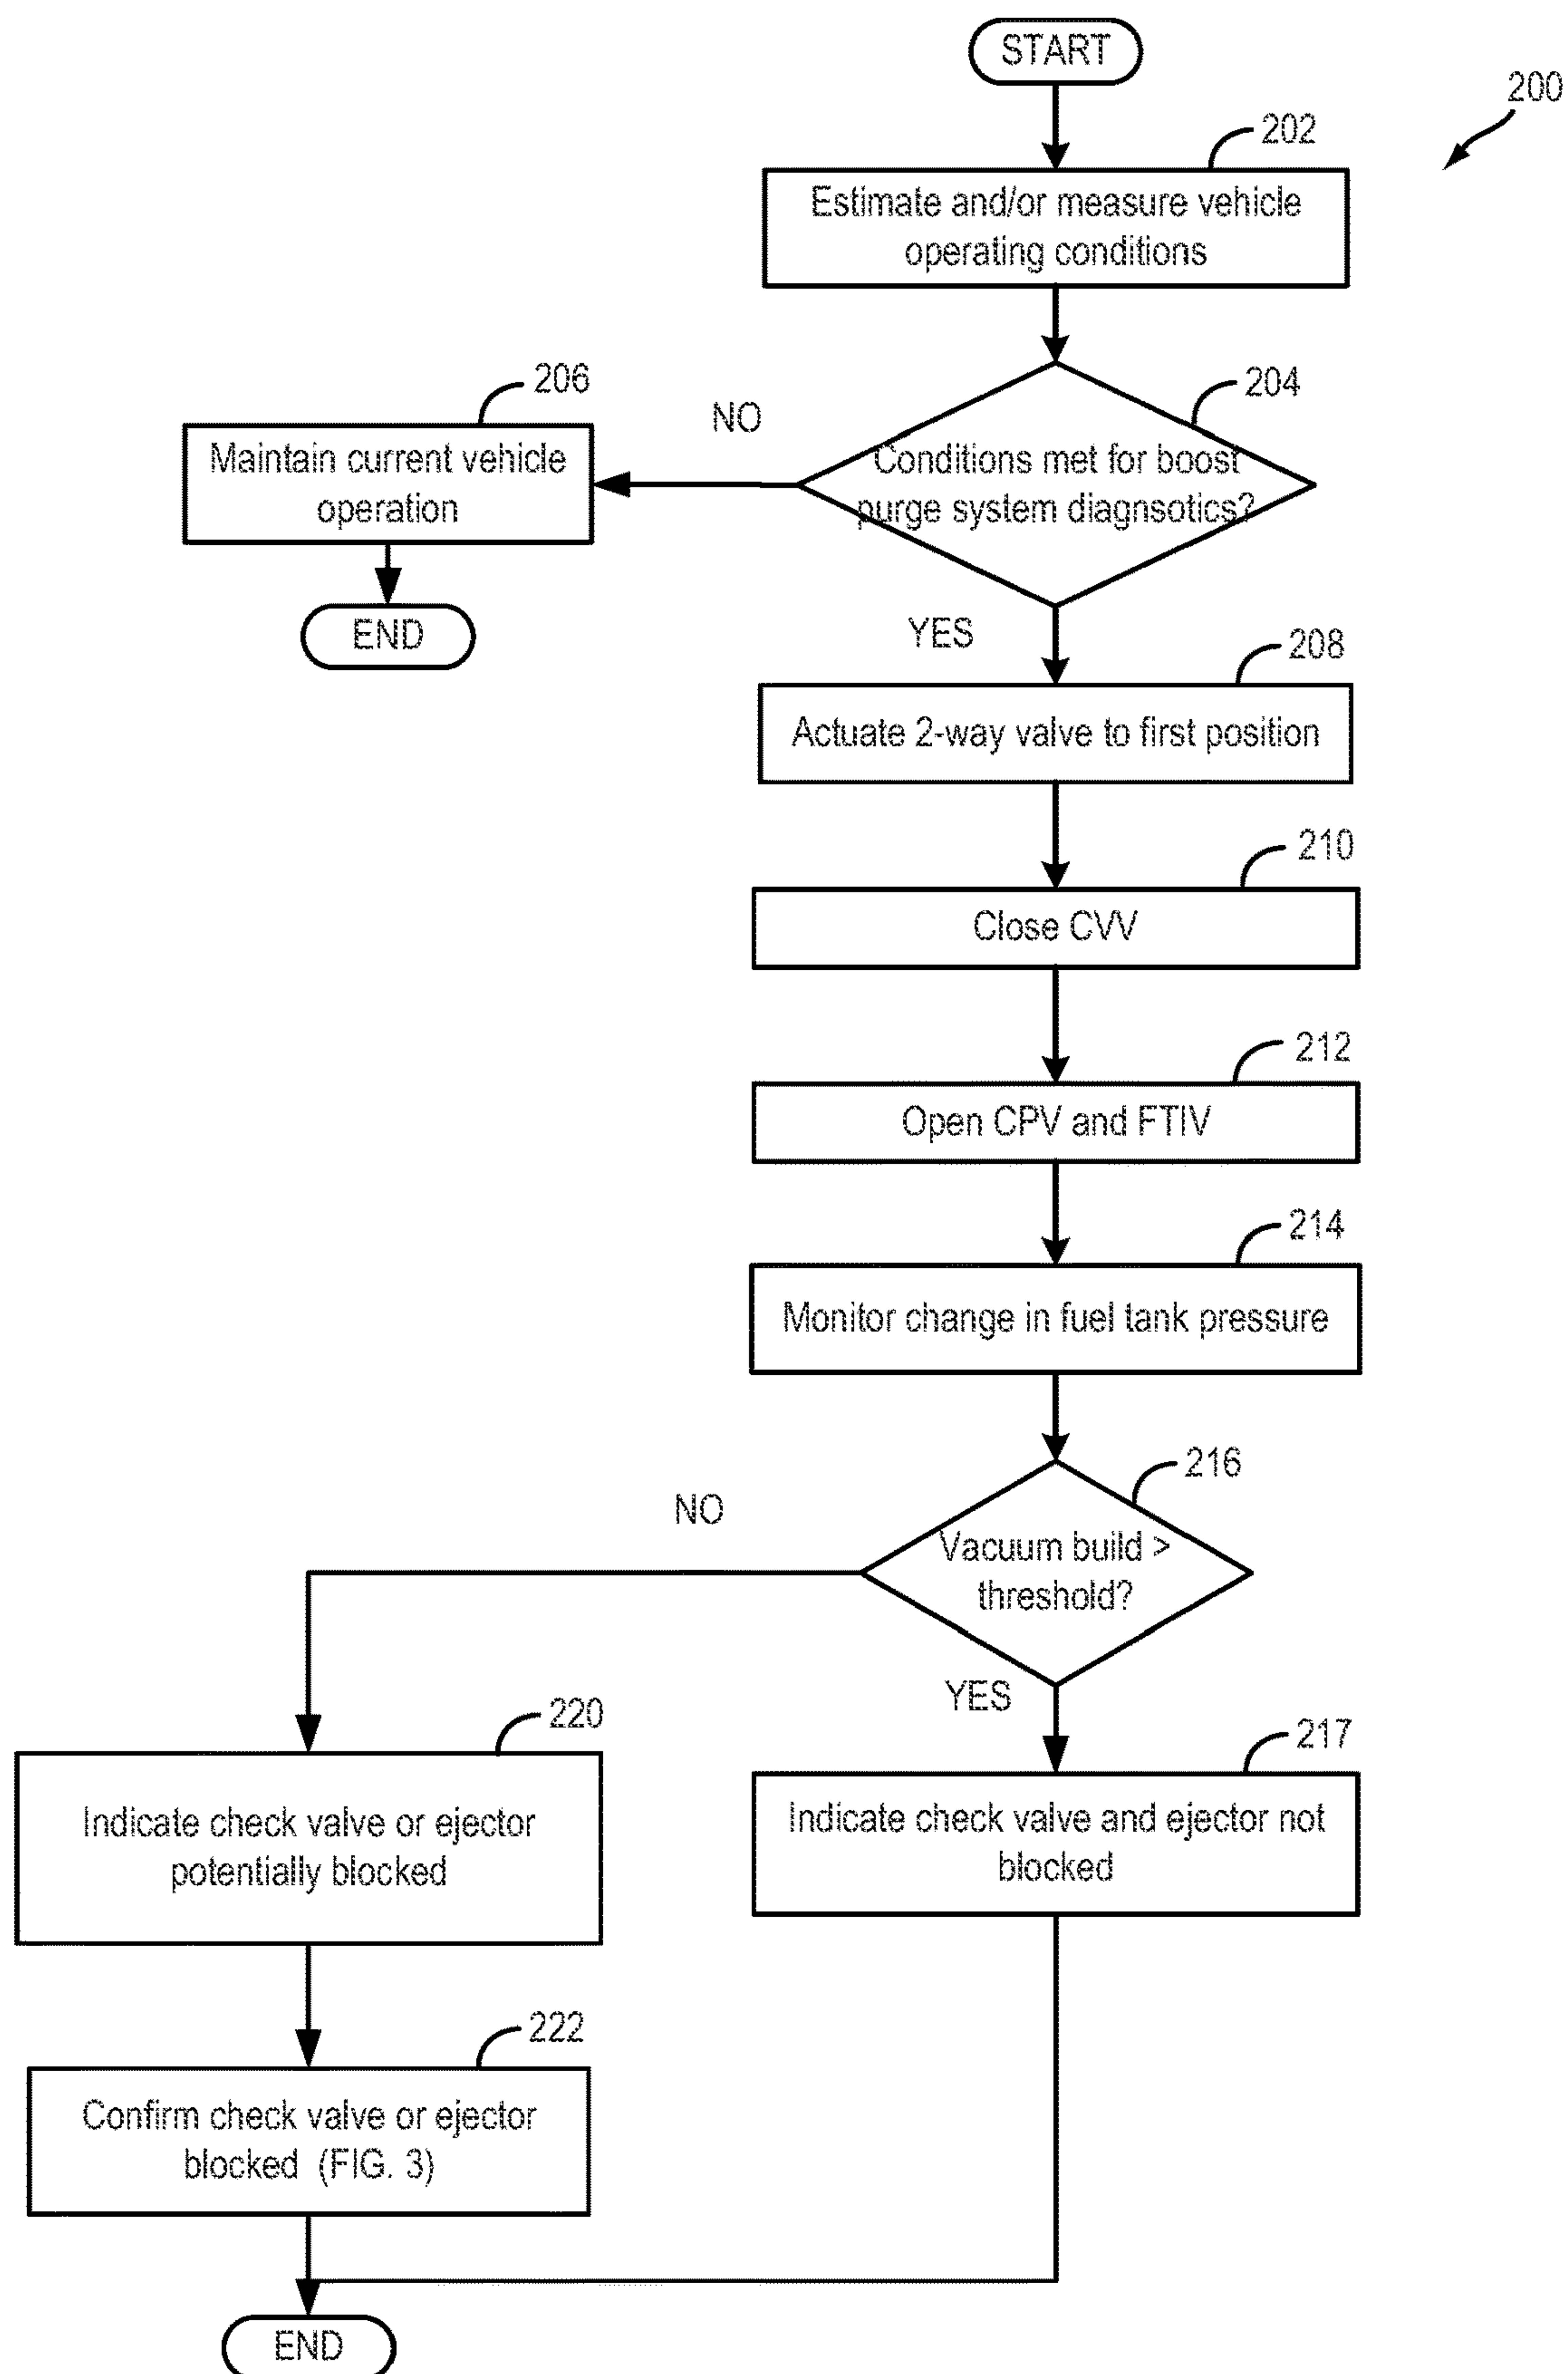 START
200
202
Estimate and/or measure vehicle
operating conditions
206
204
NO
Maintain current vehicle
operation
Conditions met for boost
purge system diagnsotics?
END
YES
208
Actuate 2-way valve to first position
210
Close CVV
212
Open CPV and FTIV
214
Monitor change in fuel tank pressure
216
NO
Vacuum build >
threshold?
YES
220
217
Indicate check valve or ejector
potentially blocked
Indicate check valve and ejector not
blocked
222
Confirm check valve or ejector
blocked (FIG. 3)
END